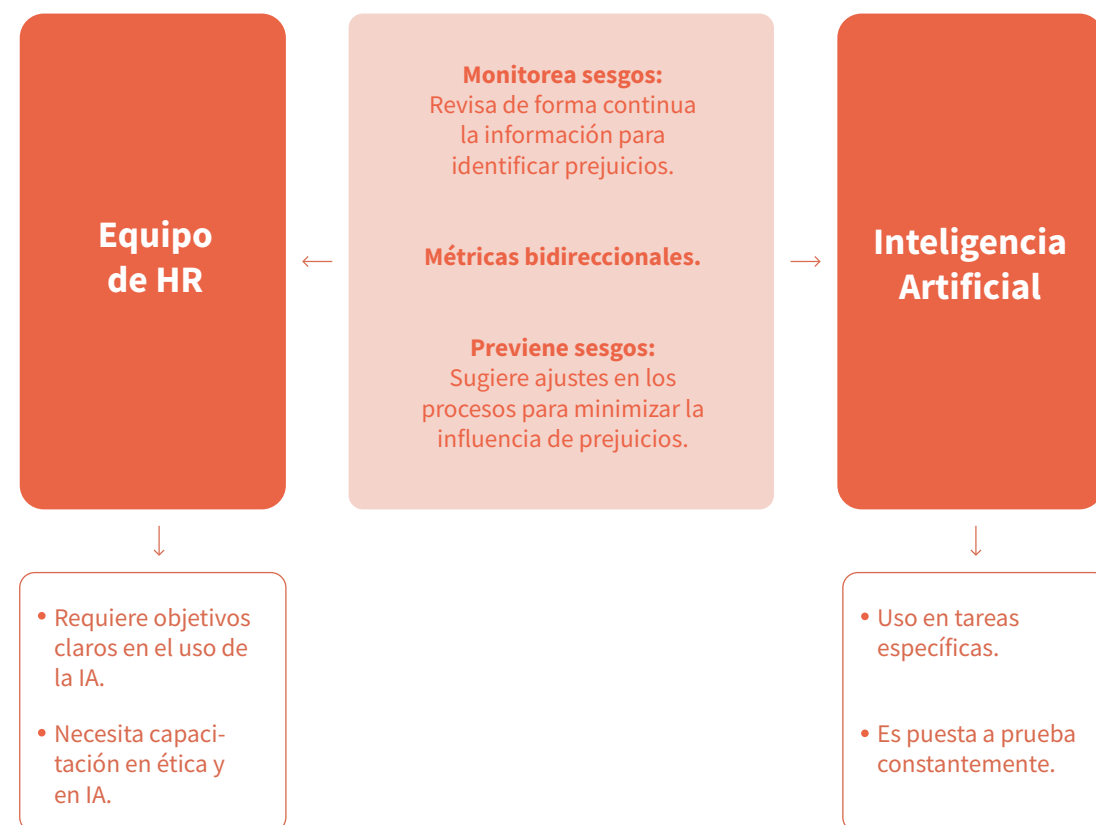 Equipo
de HR
Monitorea sesgos:
Revisa de forma continua
la información para
identificar prejuicios.
Métricas bidireccionales.
Previene sesgos:
Sugiere ajustes en los
procesos para minimizar la
influencia de prejuicios.
Inteligencia
Artificial
• Requiere objetivos
claros en el uso de
la IA.
• Necesita capaci-
tación en ética y
en IA.
• Uso en tareas
específicas.
• Es puesta a prueba
constantemente.